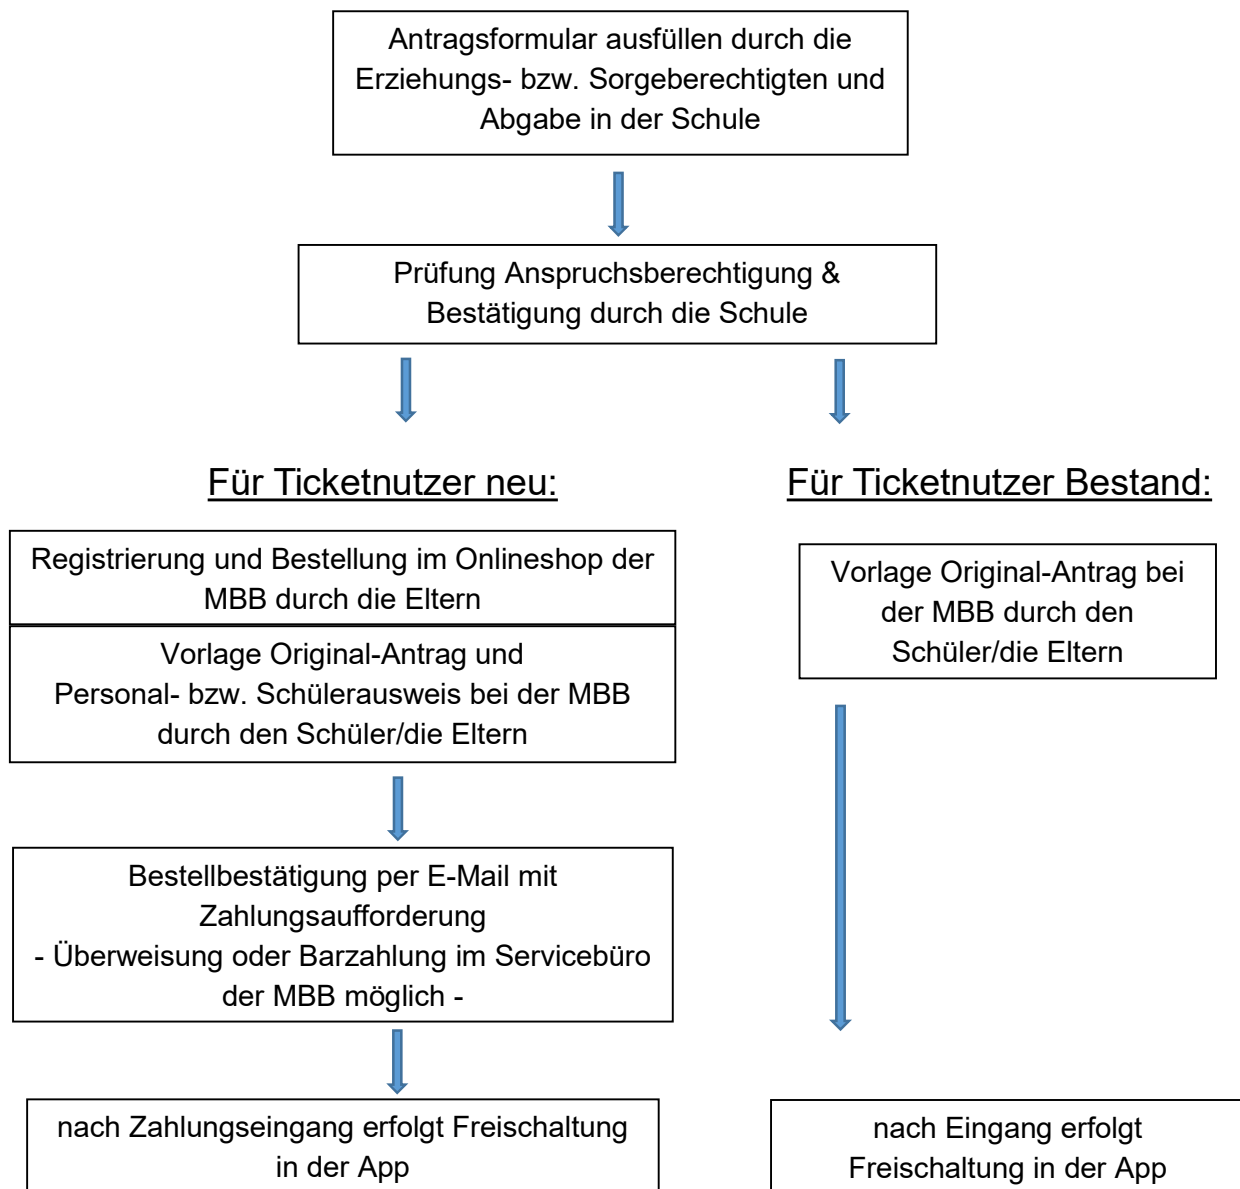 Antragsformular ausfüllen durch die
Erziehungs- bzw. Sorgeberechtigten und
Abgabe in der Schule
Prüfung Anspruchsberechtigung &
Bestätigung durch die Schule
Für Ticketnutzer neu:
Registrierung und Bestellung im Onlineshop der
MBB durch die Eltern
Vorlage Original-Antrag und
Personal- bzw. Schülerausweis bei der MBB
durch den Schüler/die Eltern
Bestellbestätigung per E-Mail mit
Zahlungsaufforderung
- Überweisung oder Barzahlung im Servicebüro
der MBB möglich -
nach Zahlungseingang erfolgt Freischaltung
in der App
Für Ticketnutzer Bestand:
Vorlage Original-Antrag bei
der MBB durch den
Schüler/die Eltern
nach Eingang erfolgt
Freischaltung in der App